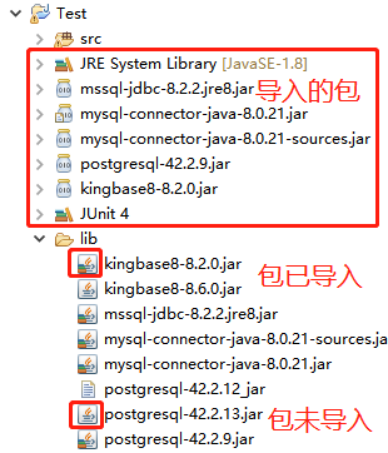 Test
src
JRE System Library [JavaSE-1.8]
mssql-jdbc-8.2.2.jre8.jar 导入的包
mysql-connector-java-8.0.21.jar
mysql-connector-java-8.0.21-sources.jar
postgresql-42.2.9.jar
kingbase8-8.2.0.jar
JUnit 4
lib
kingbase8-8.2.0.jar
包已导入
kingbase8-8.6.0.jar
mssql-jdbc-8.2.2.jre8.jar
mysql-connector-java-8.0.21-sources.ja
mysql-connector-java-8.0.21.jar
postgresql-42.2.12_jar
postgresql-42.2.13.jar 包未导入
postgresql-42.2.9.jar